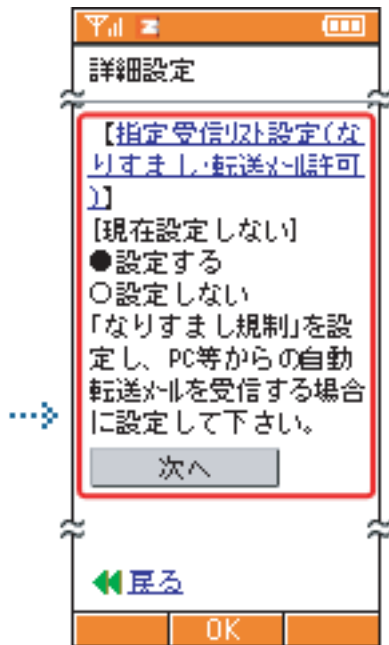 詳細設定
【指定受信ﾘｽﾄ設定(な
りすまし・転送ﾒｰﾙ許可
)】
[現在設定しない]
●設定する
○設定しない
「なりすまし規制」を設
定し、PC等からの自動
転送ﾒｰﾙを受信する場合
に設定して下さい。
次へ
戻る
OK